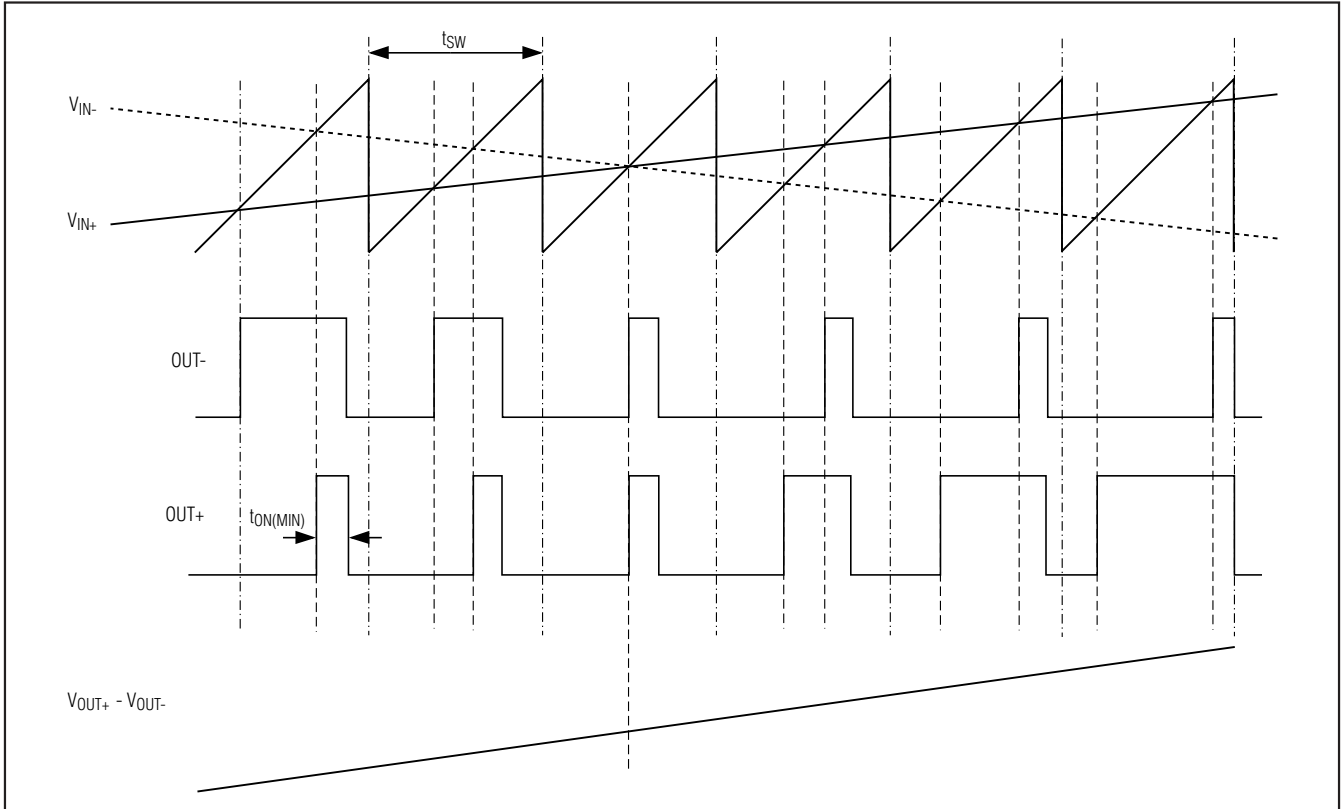 tSW
VIN-
VIN+
OUT-
OUT+
tON(MIN)
VOUT+ - VOUT-